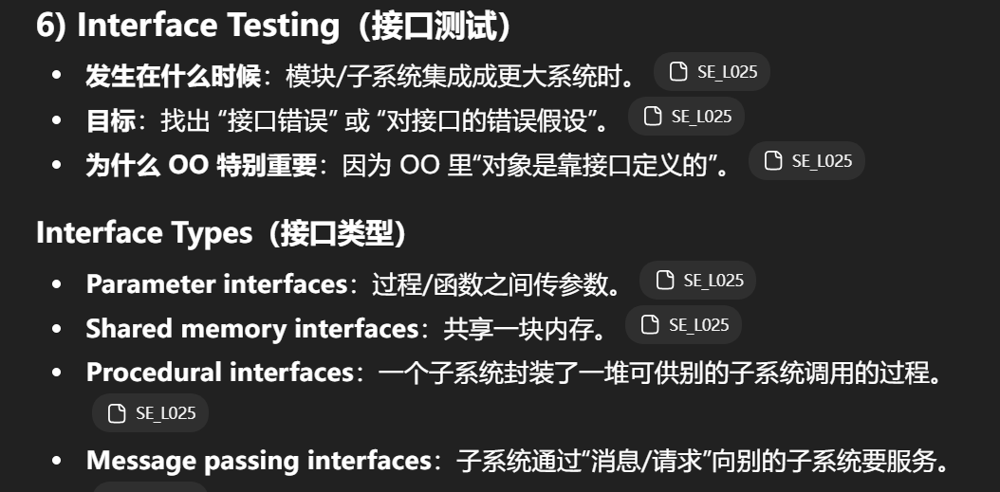 6) Interface Testing（接口测试）
• 发生在什么时候：模块/子系统集成成更大系统时。 SE_L025
• 目标：找出 “接口错误” 或 “对接口的错误假设”。 SE_L025
• 为什么 OO 特别重要：因为 OO 里“对象是靠接口定义的”。 SE_L025
Interface Types（接口类型）
• Parameter interfaces：过程/函数之间传参数。 SE_L025
• Shared memory interfaces：共享一块内存。 SE_L025
• Procedural interfaces：一个子系统封装了一堆可供别的子系统调用的过程。
SE_L025
• Message passing interfaces：子系统通过“消息/请求”向别的子系统要服务。